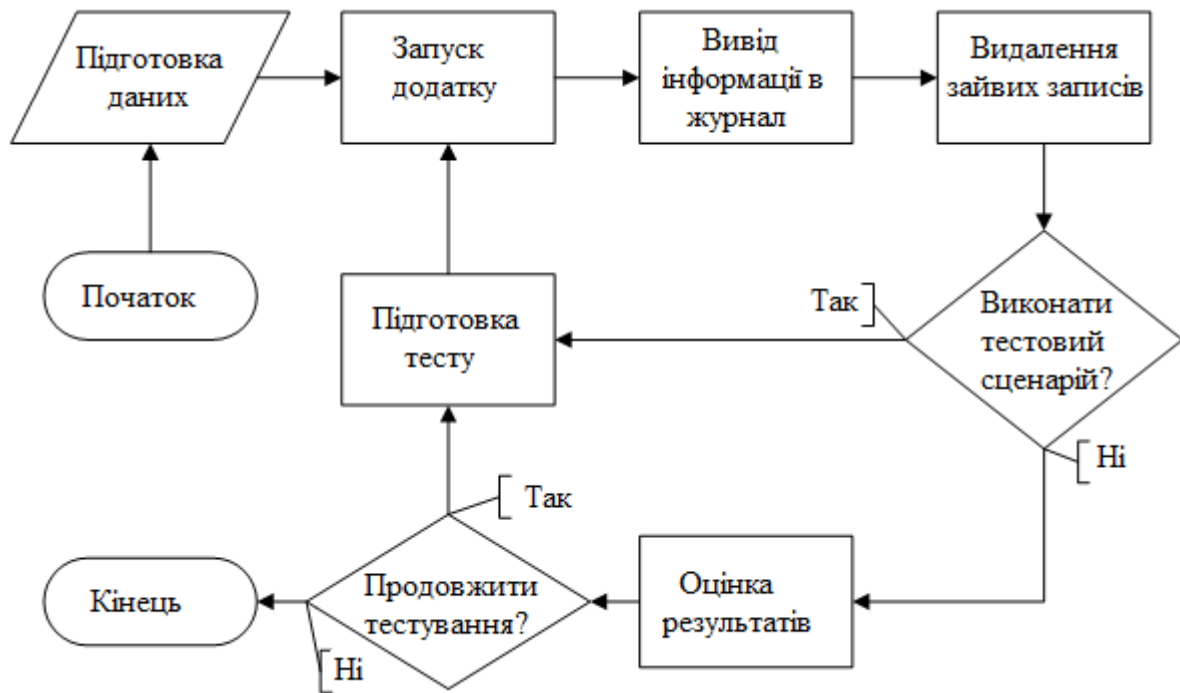 Підготовка
даних
Запуск
додатку
Вивід
інформації в
журнал
Видалення
зайвих записів
Початок
Підготовка
тесту
Так
Виконати
тестовий
сценарій?
Ні
Так
Кінець
Продовжити
тестування?
Оцінка
результатів
Ні